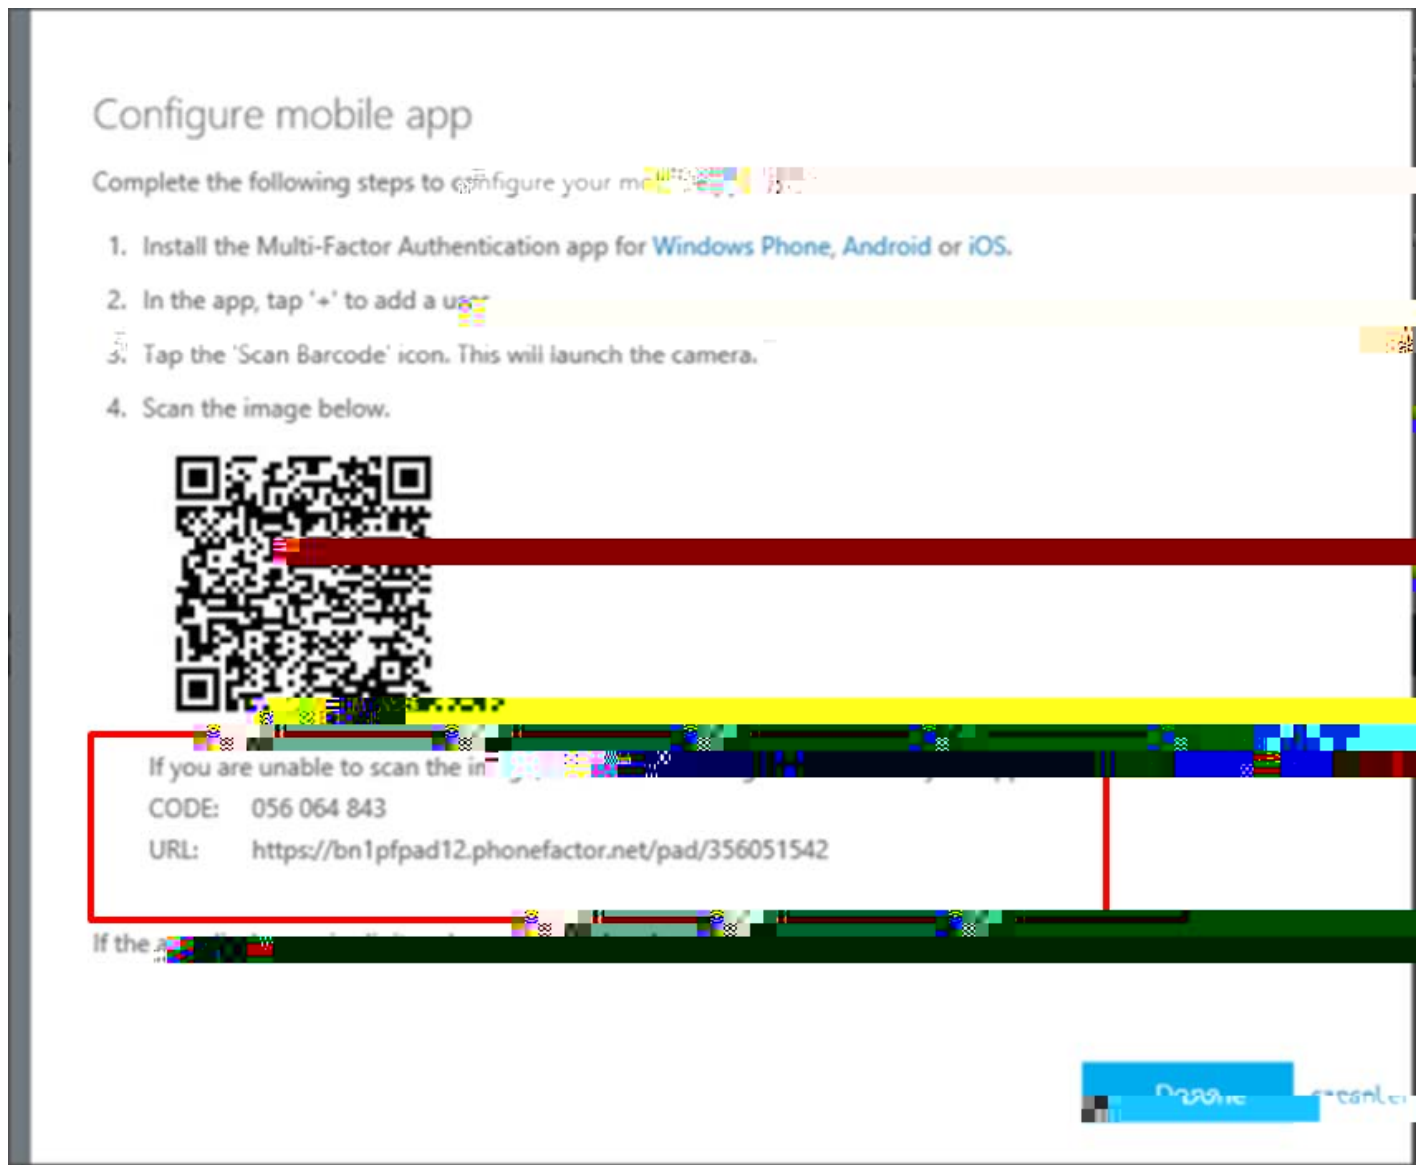 Configure mobile app
Complete the following steps to configure your
1. Install the Multi-Factor Authentication app for Windows Phone, Android or iOS.
2. In the app, tap '+' to add a user
3. Tap the 'Scan Barcode' icon. This will launch the camera.
4. Scan the image below.
If you are unable to scan the
CODE: 056 064 843
URL: https://bn1pfpad12.phonefactor.net/pad/356051542
If the
Done cancel